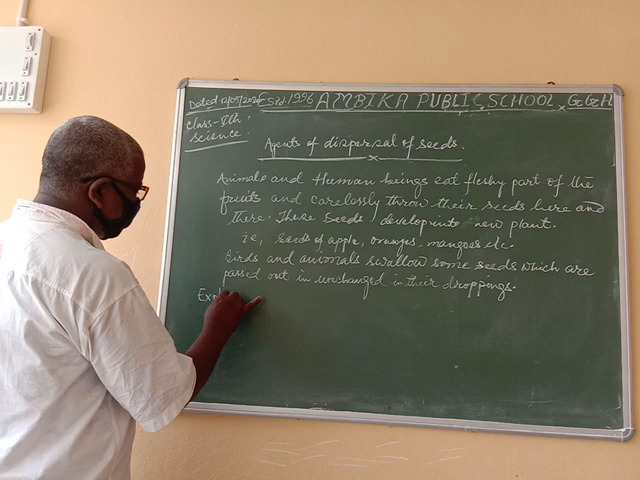 Dated-12/05/2020 Estd.1996 AMBIKA PUBLIC SCHOOL, G.G.M
Class-Vth
Science.
Agents of dispersal of seeds.
Animals and Human beings eat fleshy part of the
fruits and carelessly throw their seeds here and
there. These seeds develop into new plant.
ie, seeds of apple, oranges, mangoes etc.
Birds and animals swallow some seeds which are
passed out in unchanged in their droppings.
Ex